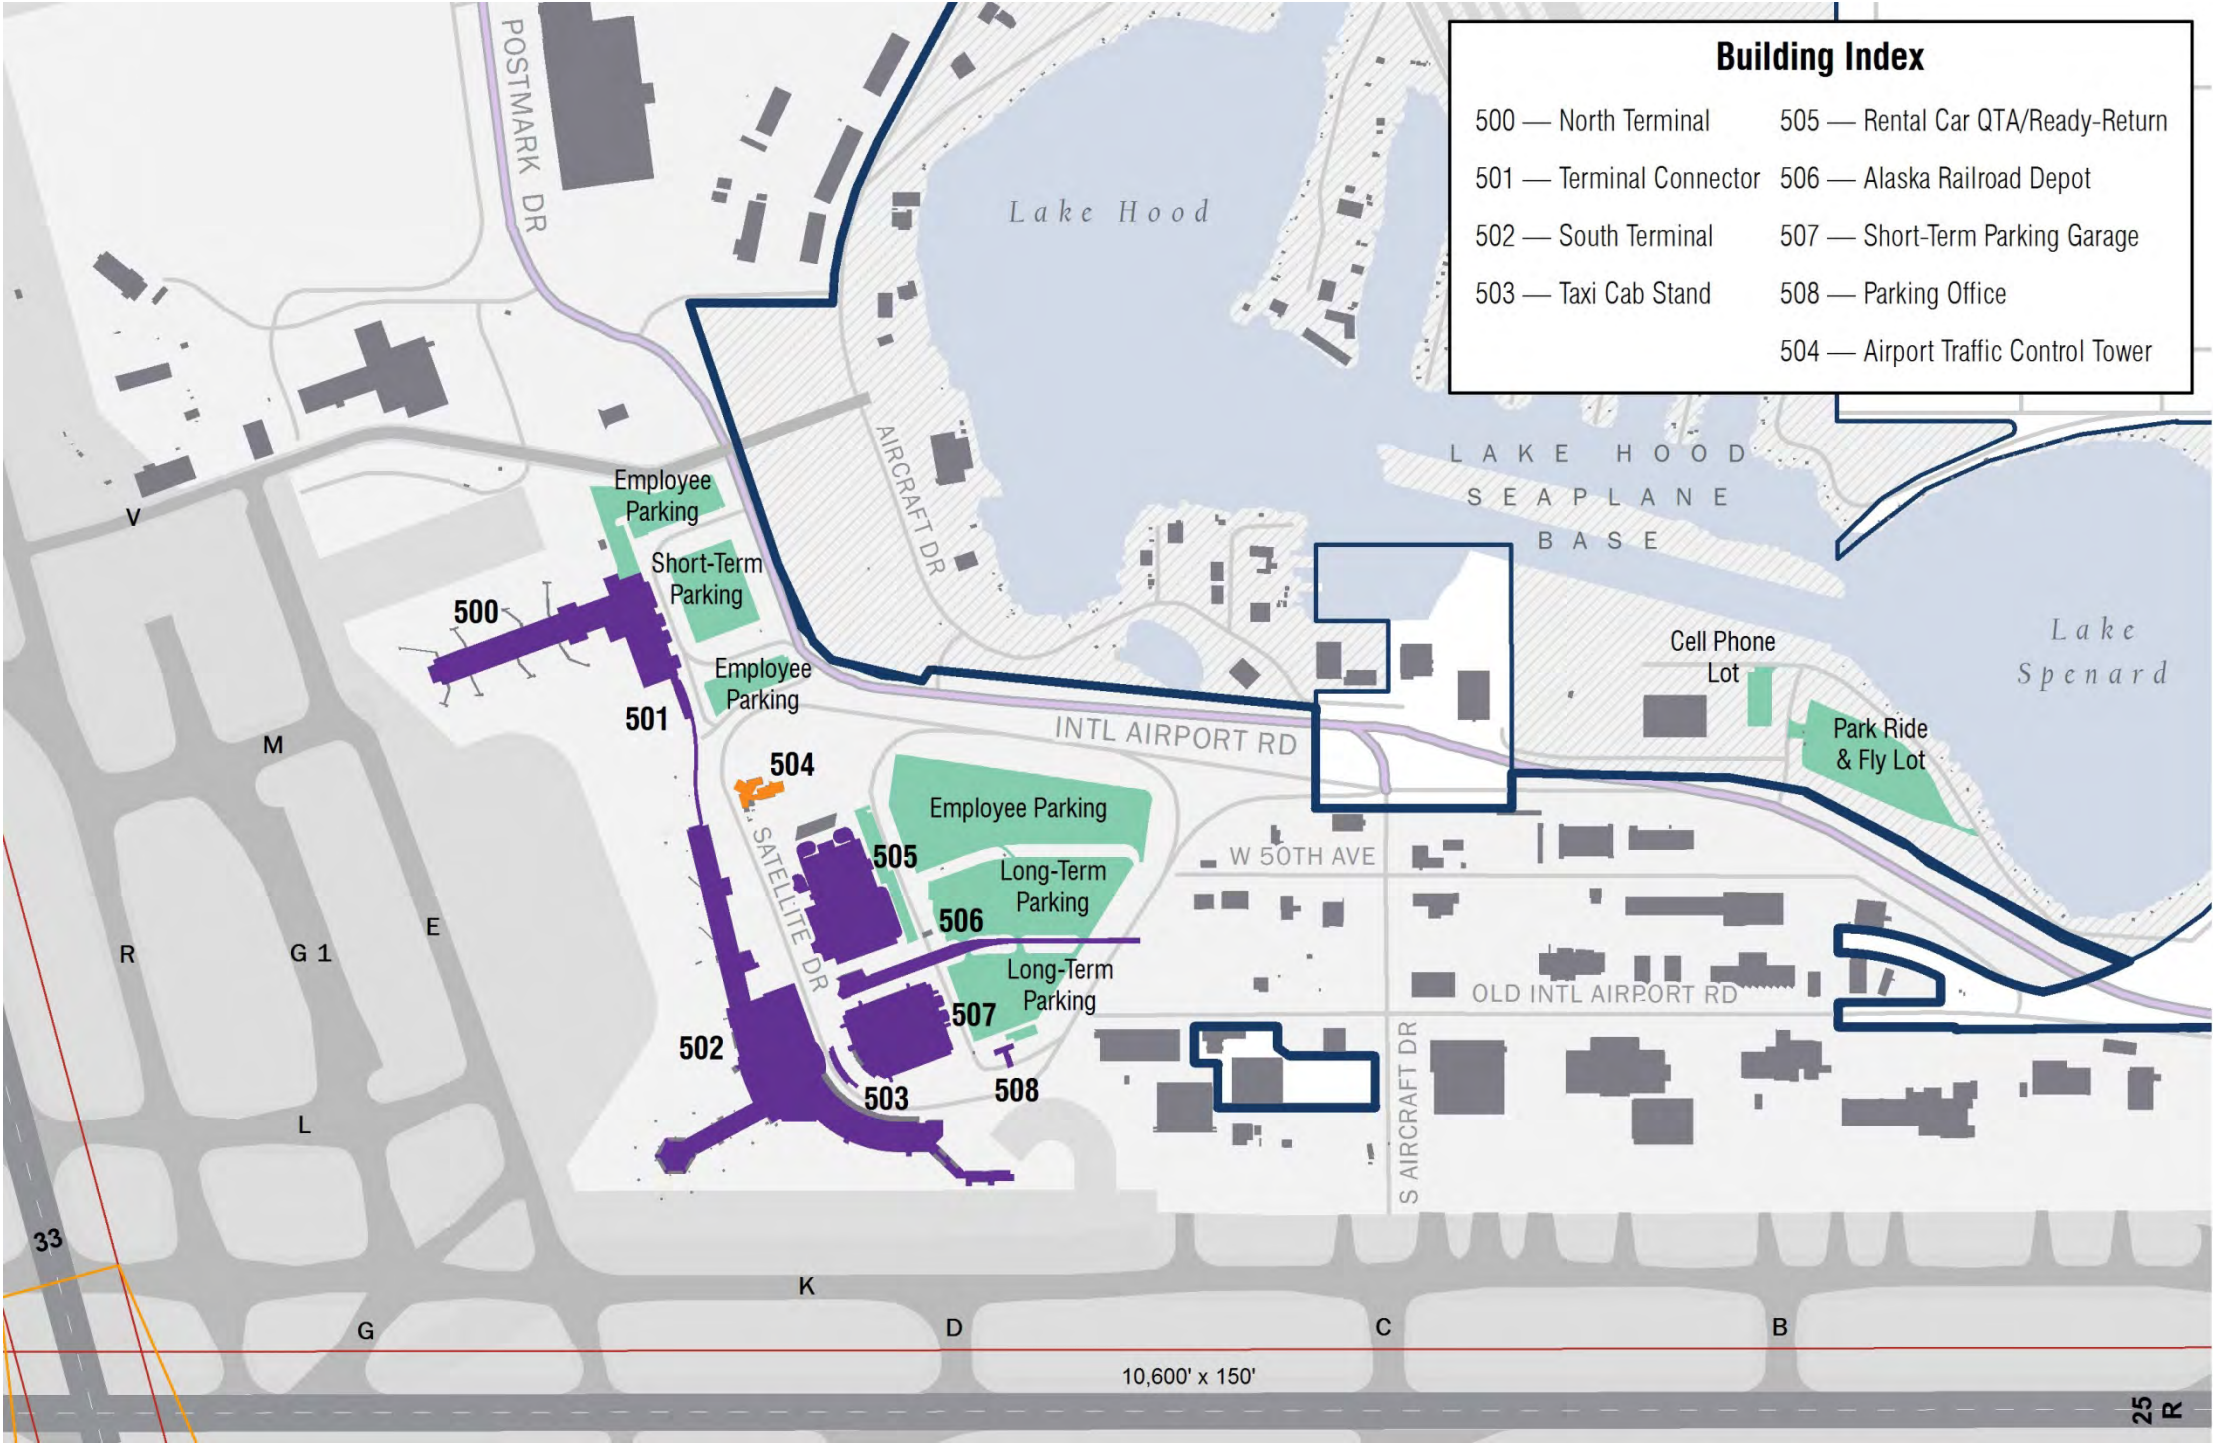 Building Index
500 — North Terminal
501 — Terminal Connector
502 — South Terminal
503 — Taxi Cab Stand
505 — Rental Car QTA/Ready-Return
506 — Alaska Railroad Depot
507 — Short-Term Parking Garage
508 — Parking Office
504 — Airport Traffic Control Tower
POSTMARK DR
Lake Hood
AIRCRAFT DR
LAKE HOOD
SEAPLANE
BASE
Lake
Spenard
Employee
Parking
V
Short-Term
Parking
500
Employee
Parking
501
Cell Phone
Lot
Park Ride
& Fly Lot
INTL AIRPORT RD
M
504
Employee Parking
SATELLITE DR
505
W 50TH AVE
Long-Term
Parking
506
E
R
G 1
Long-Term
Parking
OLD INTL AIRPORT RD
507
502
508
503
S AIRCRAFT DR
L
33
K
G
D
C
B
10,600' x 150'
25
R